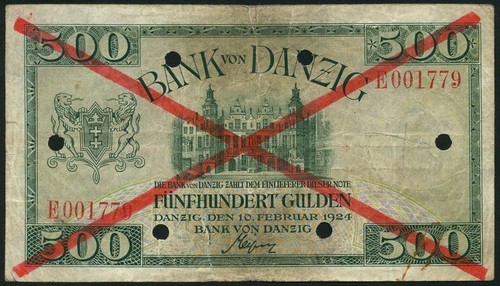 500 500
BANK VON DANZIG
E001779
DIE BANK VON DANZIG ZAHLT DEM EINLIEFERER DIESER NOTE
E001779
FÜNFHUNDERT GULDEN
DANZIG, DEN 10. FEBRUAR 1924
BANK VON DANZIG
500 500